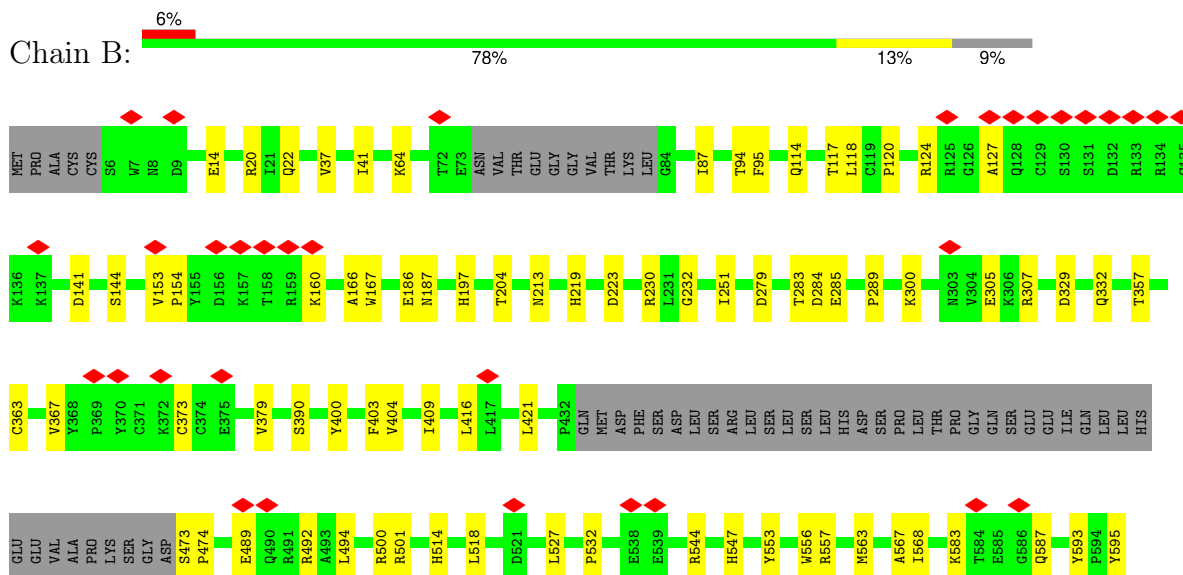 6%
Chain B:
78% 13% 9%
MET PRO ALA CYS CYS S6 W7 N8 D9 E14 R20 I21 Q22 V37 I41 K64 T72 E73 ASN VAL THR GLU GLY GLY VAL THR LYS LEU G84 I87 T94 F95 Q114 T117 L118 C119 P120 R124 R125 G126 A127 Q128 C129 S130 S131 D132 R133 R134
K136 K137 D141 S144 V153 P154 Y155 D156 K157 T158 R159 K160 A166 W167 E186 N187 H197 T204 N213 H219 D223 R230 L231 G232 I251 D279 T283 D284 E285 P289 K300 N303 V304 E305 K306 R307 D329 Q332 T357
C363 V367 Y368 P369 Y370 C371 K372 C373 C374 E375 V379 S390 Y400 F403 V404 I409 L416 L417 L421 P432 GLN MET ASP PHE SER ASP LEU SER ARG LEU SER LEU SER LEU HIS ASP SER PRO LEU THR PRO GLY GLN SER GLU GLU ILE GLN LEU LEU HIS
GLU GLU VAL ALA PRO LYS SER GLY ASP S473 P474 E489 Q490 R491 R492 A493 L494 R500 R501 H514 L518 D521 L527 P532 E538 E539 R544 H547 Y553 W556 R557 M563 A567 I568 K583 T584 E585 G586 Q587 Y593 P594 Y595